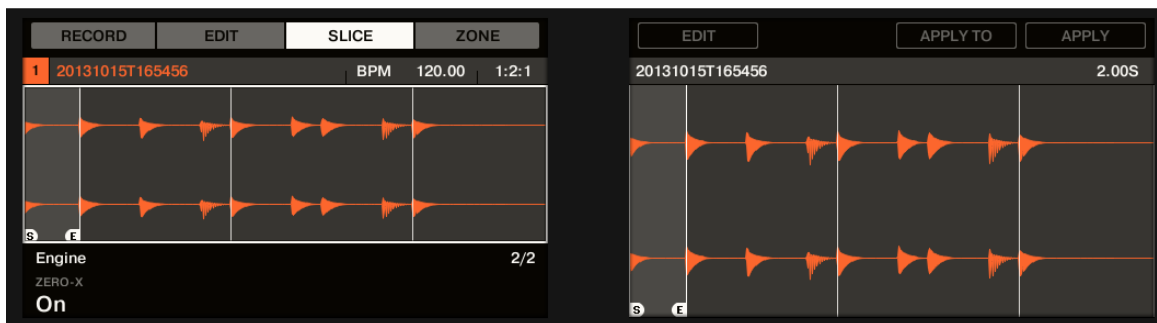 RECORD EDIT SLICE ZONE
1 20131015T165456 BPM 120.00 1:2:1
S E
Engine 2/2
ZERO-X
On
EDIT APPLY TO APPLY
20131015T165456 2.00S
S E